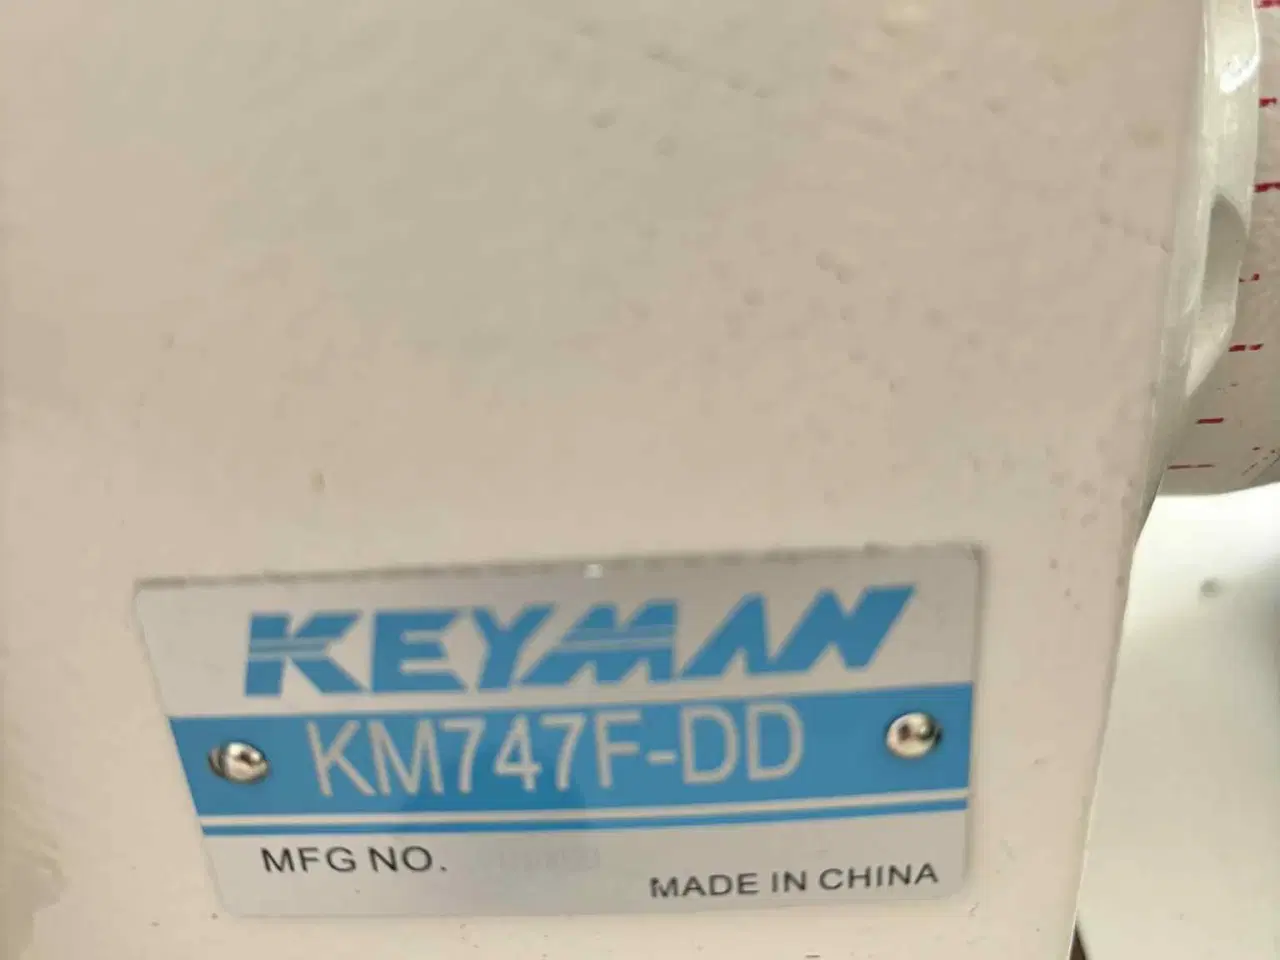 KEYMAN
KM747F-DD
MFG NO.
MADE IN CHINA